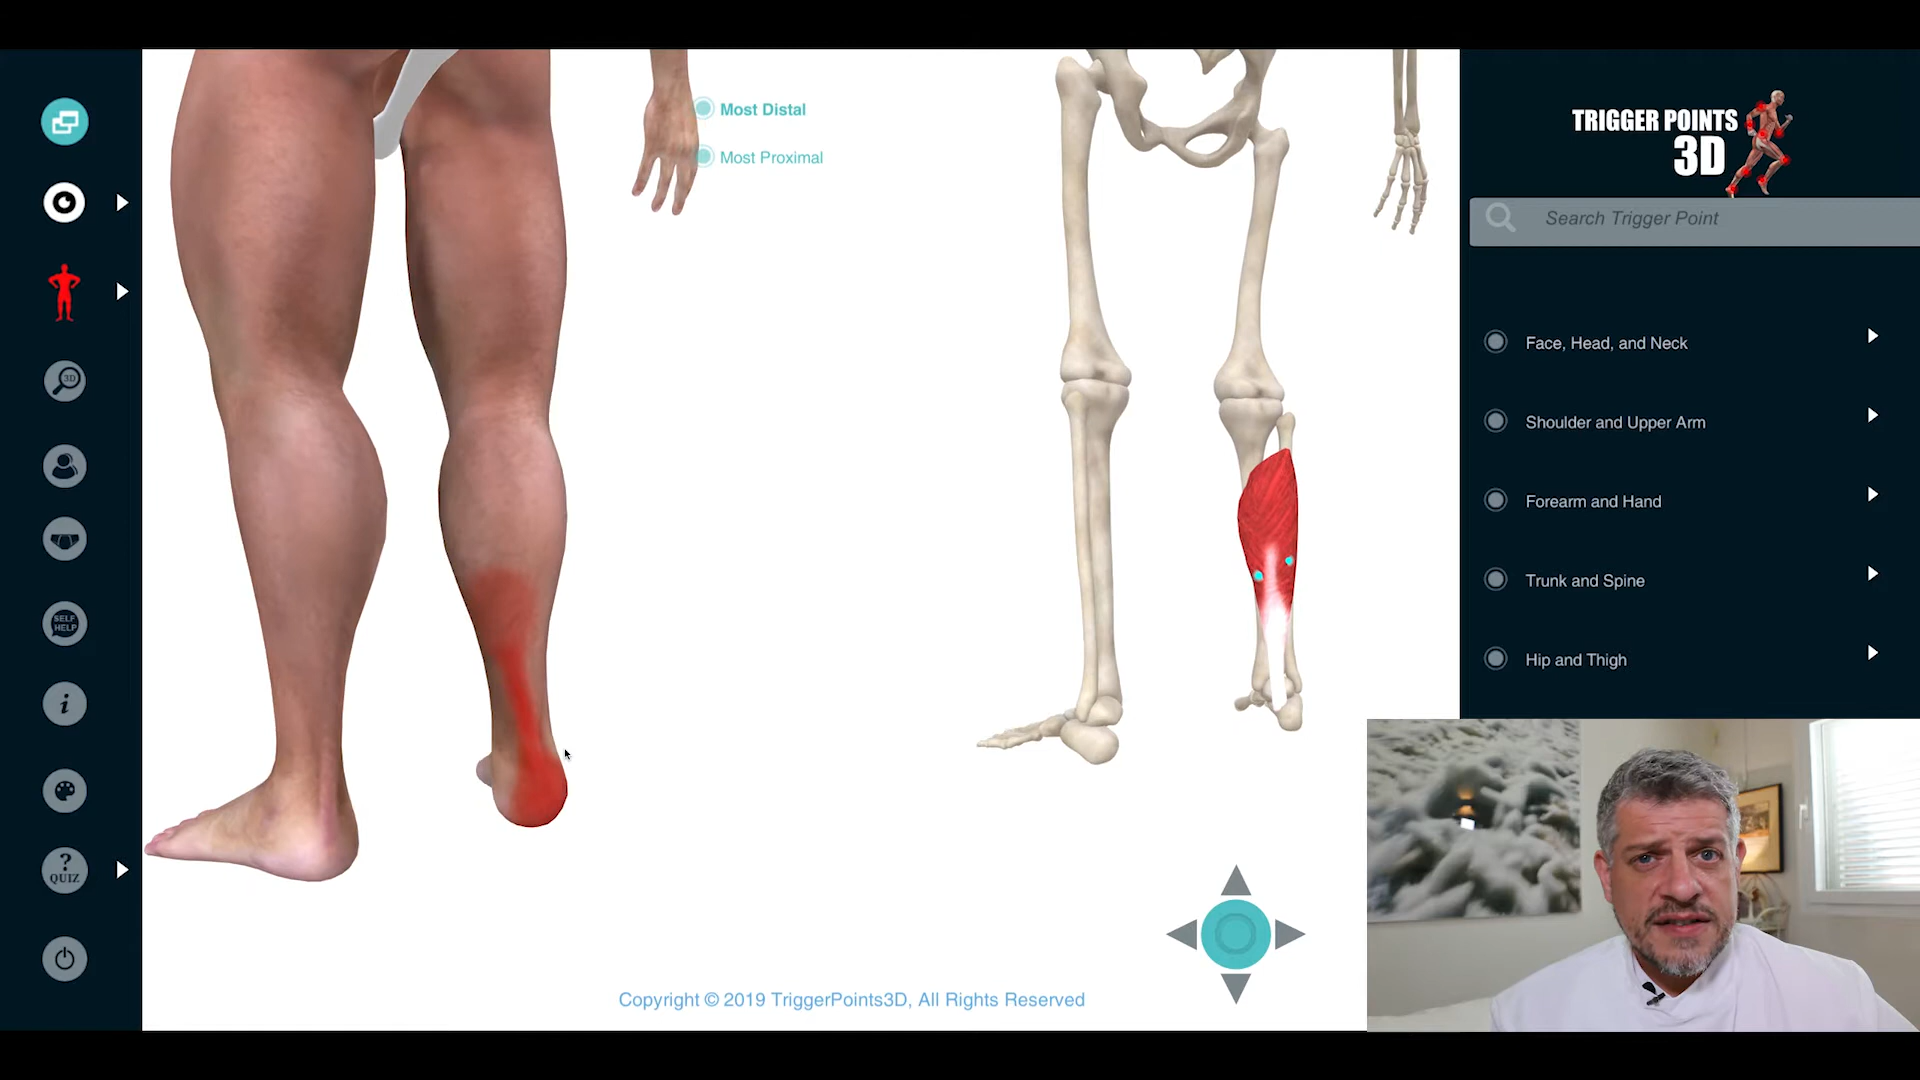 Most Distal
Most Proximal
TRIGGER POINTS
3D
Search Trigger Point
Face, Head, and Neck
Shoulder and Upper Arm
Forearm and Hand
Trunk and Spine
Hip and Thigh
3D
SELF
HELP
i
?
QUIZ
Copyright © 2019 TriggerPoints3D, All Rights Reserved